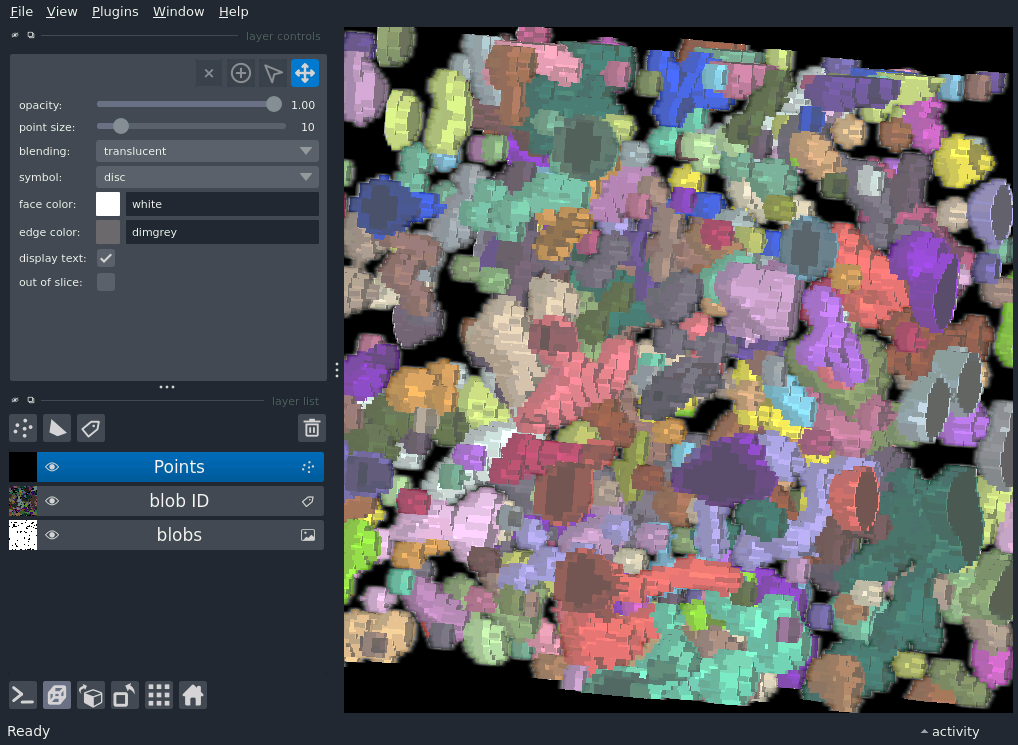 File View Plugins Window Help
layer controls
opacity: 1.00
point size: 10
blending: translucent
symbol: disc
face color: white
edge color: dimgrey
display text:
out of slice:
layer list
Points
blob ID
blobs
Ready activity